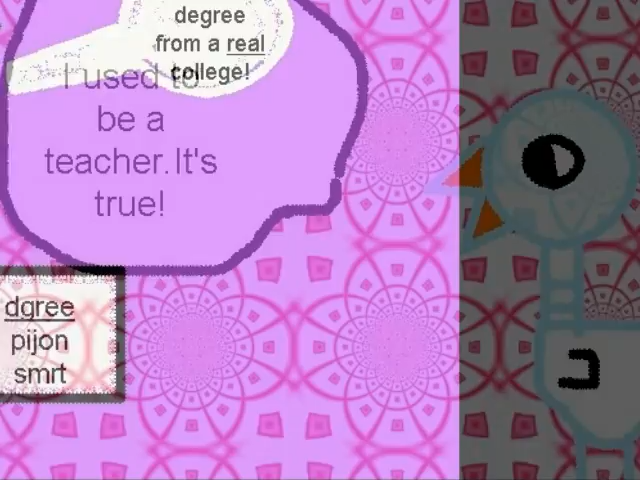 degree
from a real
college!
I used to
be a
teacher. It's
true!
dgree
pijon
smrt